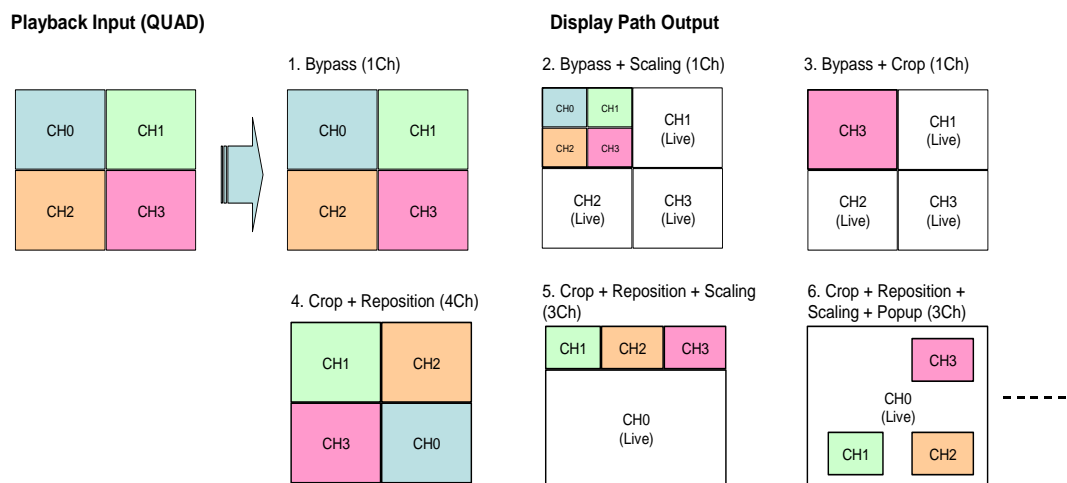 Playback Input (QUAD)
Display Path Output
1. Bypass (1Ch)
2. Bypass + Scaling (1Ch)
3. Bypass + Crop (1Ch)
CH0
CH1
CH2
CH3
CH0
CH1
CH2
CH3
CH0
CH1
CH2
CH3
CH1
(Live)
CH2
(Live)
CH3
(Live)
CH3
CH1
(Live)
CH2
(Live)
CH3
(Live)
4. Crop + Reposition (4Ch)
5. Crop + Reposition + Scaling
(3Ch)
6. Crop + Reposition +
Scaling + Popup (3Ch)
CH1
CH2
CH3
CH0
CH1
CH2
CH3
CH0
(Live)
CH3
CH0
(Live)
CH1
CH2